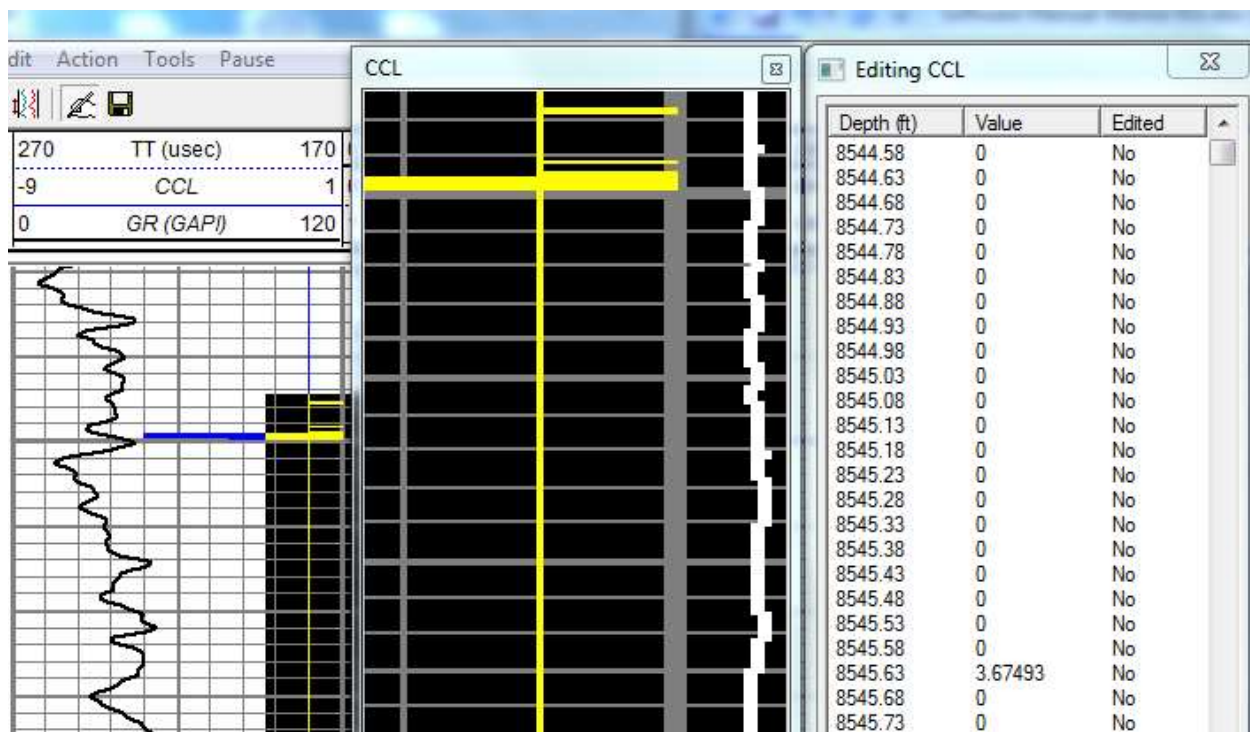 dit Action Tools Pause
270 TT (usec) 170
-9 CCL 1
0 GR (GAPI) 120
CCL
Editing CCL
Depth (ft) Value Edited
8544.58 0 No
8544.63 0 No
8544.68 0 No
8544.73 0 No
8544.78 0 No
8544.83 0 No
8544.88 0 No
8544.93 0 No
8544.98 0 No
8545.03 0 No
8545.08 0 No
8545.13 0 No
8545.18 0 No
8545.23 0 No
8545.28 0 No
8545.33 0 No
8545.38 0 No
8545.43 0 No
8545.48 0 No
8545.53 0 No
8545.58 0 No
8545.63 3.67493 No
8545.68 0 No
8545.73 0 No